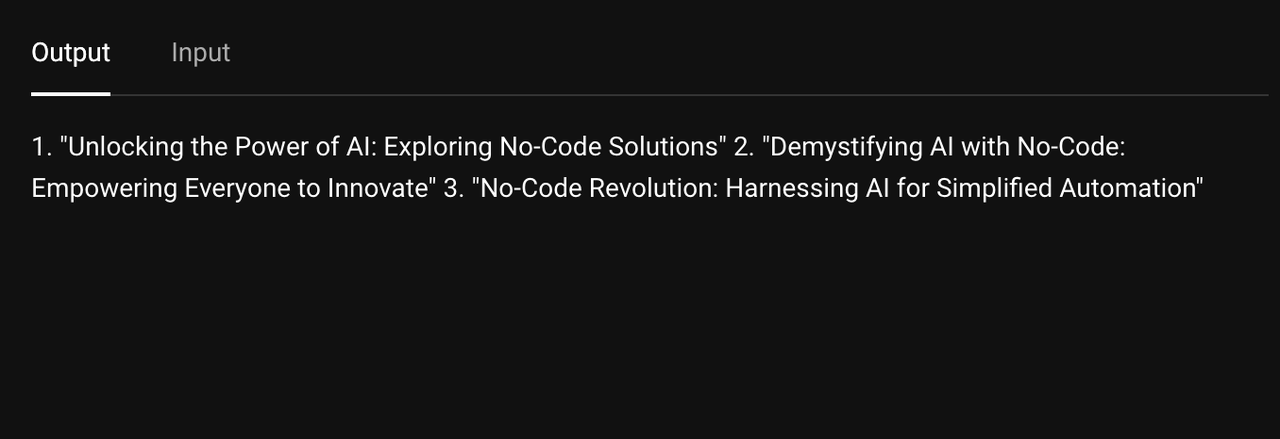 Output Input
1. "Unlocking the Power of AI: Exploring No-Code Solutions" 2. "Demystifying AI with No-Code:
Empowering Everyone to Innovate" 3. "No-Code Revolution: Harnessing AI for Simplified Automation"